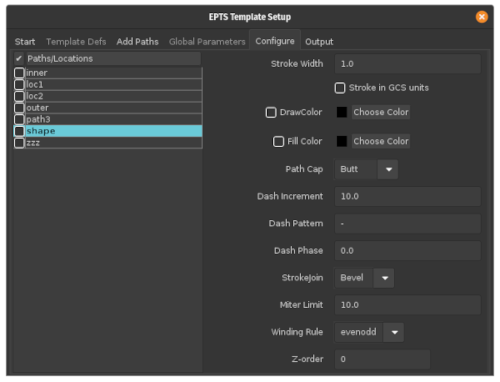 EPTS Template Setup
Start Template Defs Add Paths Global Parameters Configure Output
Paths/Locations
inner
loc1
loc2
outer
path3
shape
zzz
Stroke Width 1.0
Stroke in GCS units
DrawColor Choose Color
Fill Color Choose Color
Path Cap Butt
Dash Increment 10.0
Dash Pattern -
Dash Phase 0.0
StrokeJoin Bevel
Miter Limit 10.0
Winding Rule evenodd
Z-order 0